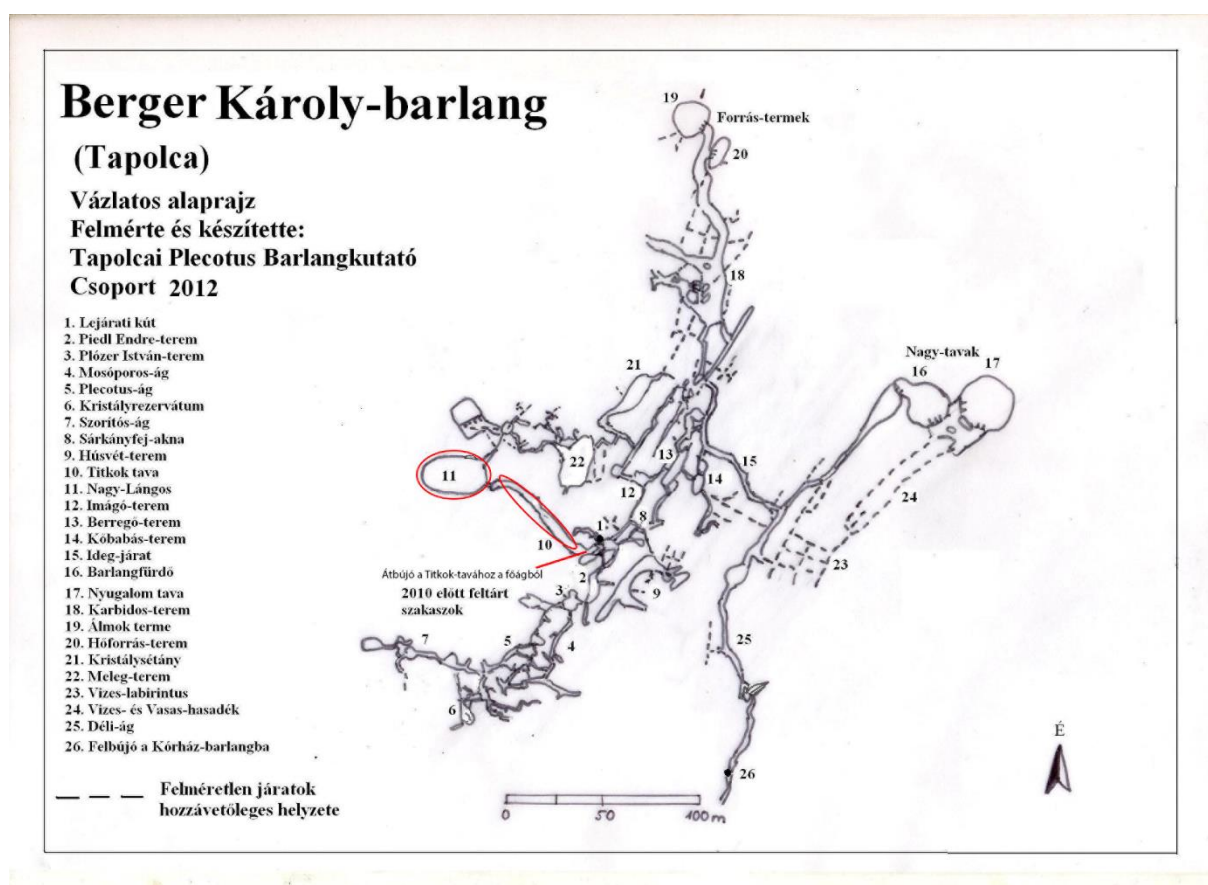 Berger Károly-barlang
(Tapolca)
Vázlatos alaprajz
Felmérte és készítette:
Tapolcai Plecotus Barlangkutató
Csoport 2012
1. Lejárati kút
2. Piedl Endre-terem
3. Plózer István-terem
4. Mosóporos-ág
5. Plecotus-ág
6. Kristályrezervátum
7. Szorítós-ág
8. Sárkányfej-akna
9. Húsvét-terem
10. Titkok tava
11. Nagy-Lángos
12. Imágó-terem
13. Berregő-terem
14. Kőbabás-terem
15. Ideg-járat
16. Barlangfürdő
17. Nyugalom tava
18. Karbidos-terem
19. Álmok terme
20. Hőforrás-terem
21. Kristálysétány
22. Meleg-terem
23. Vizes-labirintus
24. Vizes- és Vasas-hasadék
25. Déli-ág
26. Felbújó a Kórház-barlangba
Felméretlen járatok
hozzávetőleges helyzete
19
Forrás-termek
20
18
21
Nagy-tavak
16
17
22
11
13
12
14
15
24
10
1
8
23
Átbújó a Titkok-tavához a főágból
2010 előtt feltárt
szakaszok
2
3
9
7
5
4
25
6
26
É
0
50
100 m